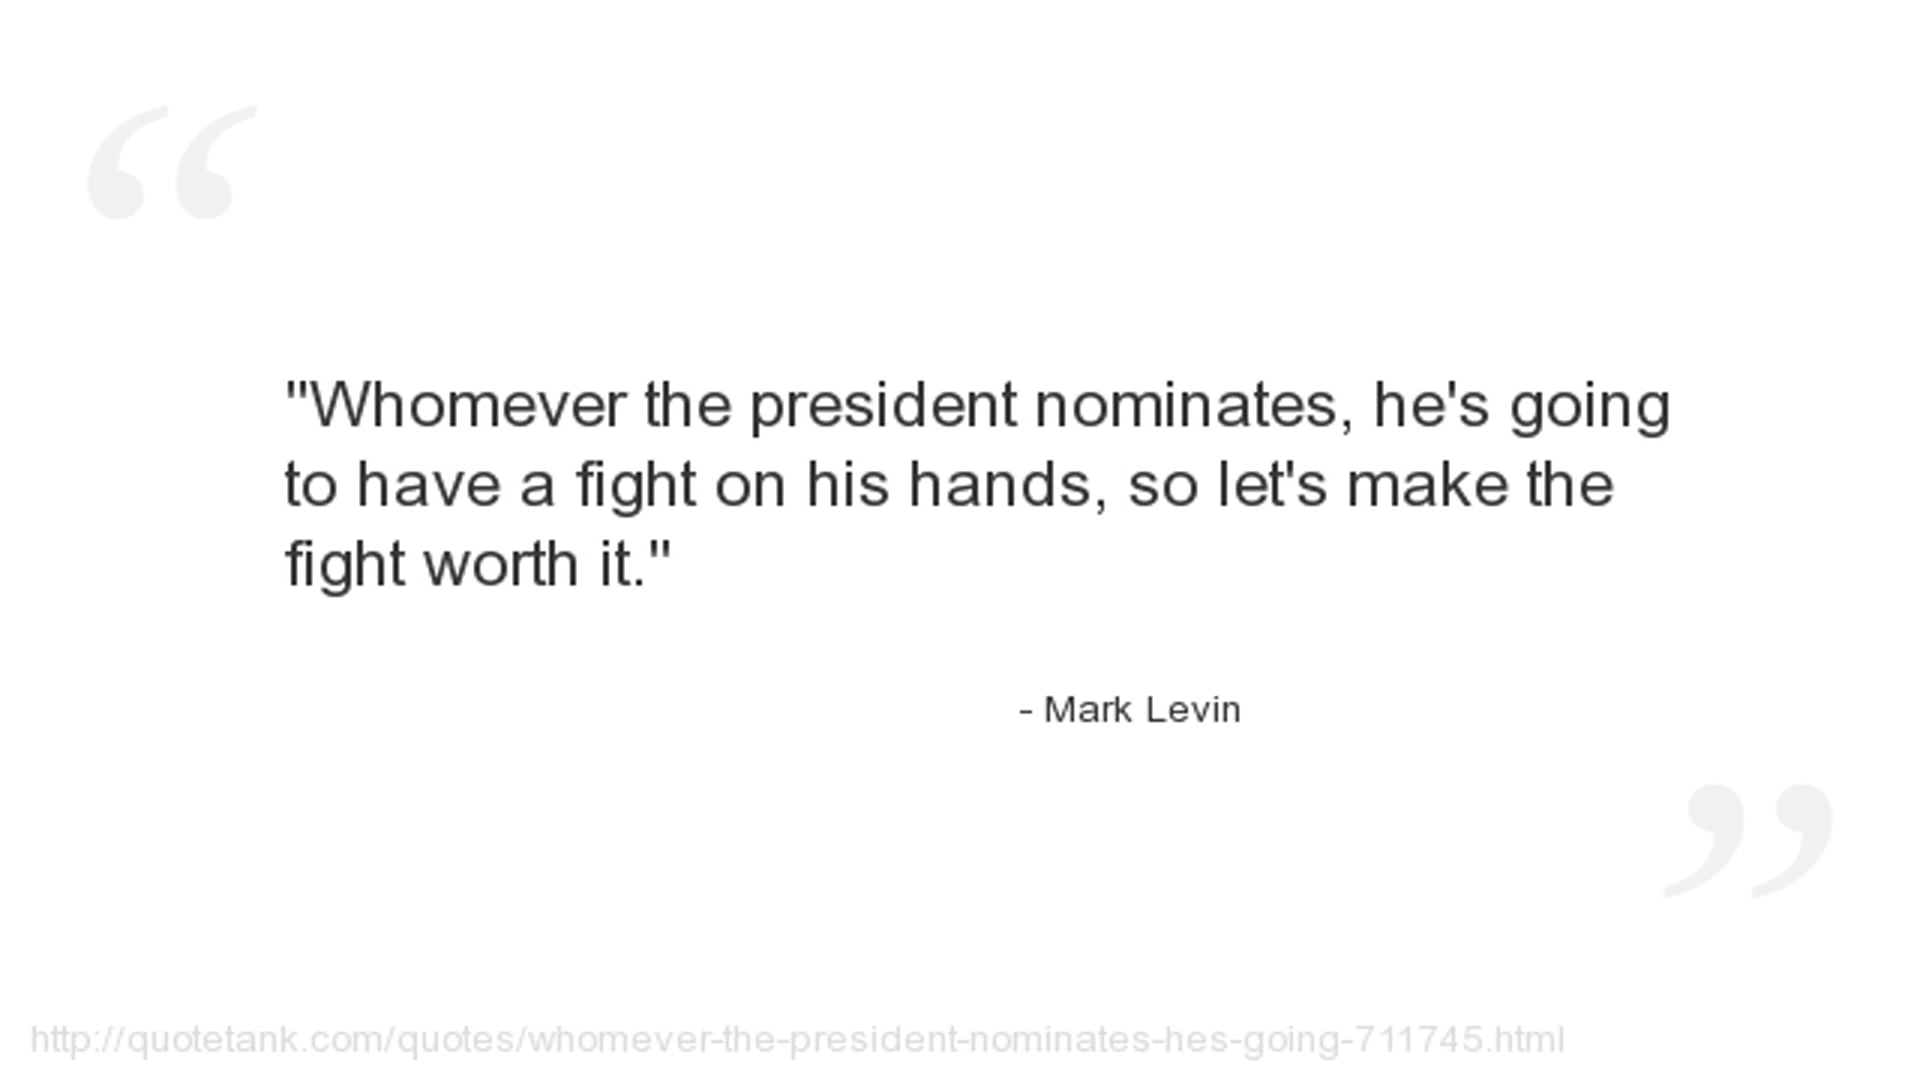 "Whomever the president nominates, he's going
to have a fight on his hands, so let's make the
fight worth it."
- Mark Levin
http://quotetank.com/quotes/whomever-the-president-nominates-hes-going-711745.html